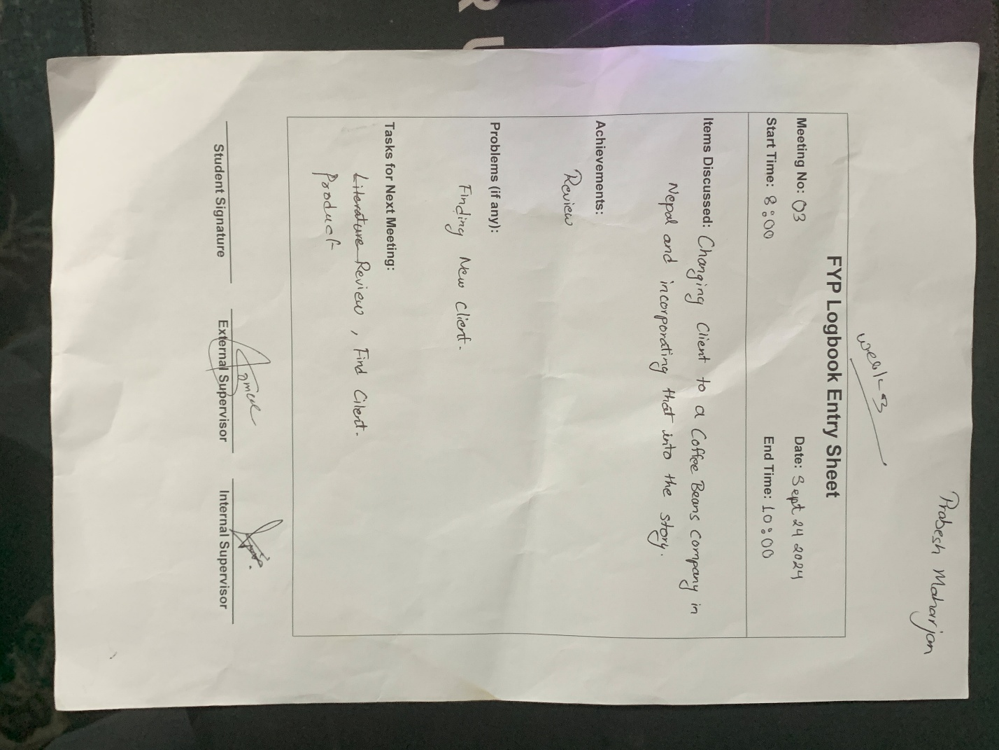 R U
Prabesh Maharjan
Week-3
FYP Logbook Entry Sheet
Meeting No: 03 Date: Sept 24 2024
Start Time: 8:00 End Time: 10:00
Items Discussed: Changing Client to a Coffee Beans Company in
Nepal and incorporating that into the story.
Achievements:
Review
Problems (if any):
Finding New Client.
Tasks for Next Meeting:
Literature Review, Find Cilent.
Product
Student Signature External Supervisor Internal Supervisor